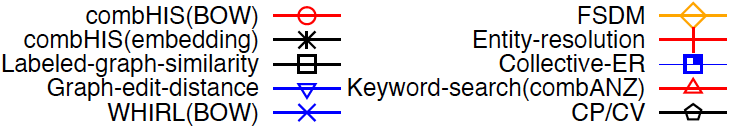 combHIS(BOW) FSDM
combHIS(embedding) Entity-resolution
Labeled-graph-similarity Collective-ER
Graph-edit-distance Keyword-search(combANZ)
WHIRL(BOW) CP/CV